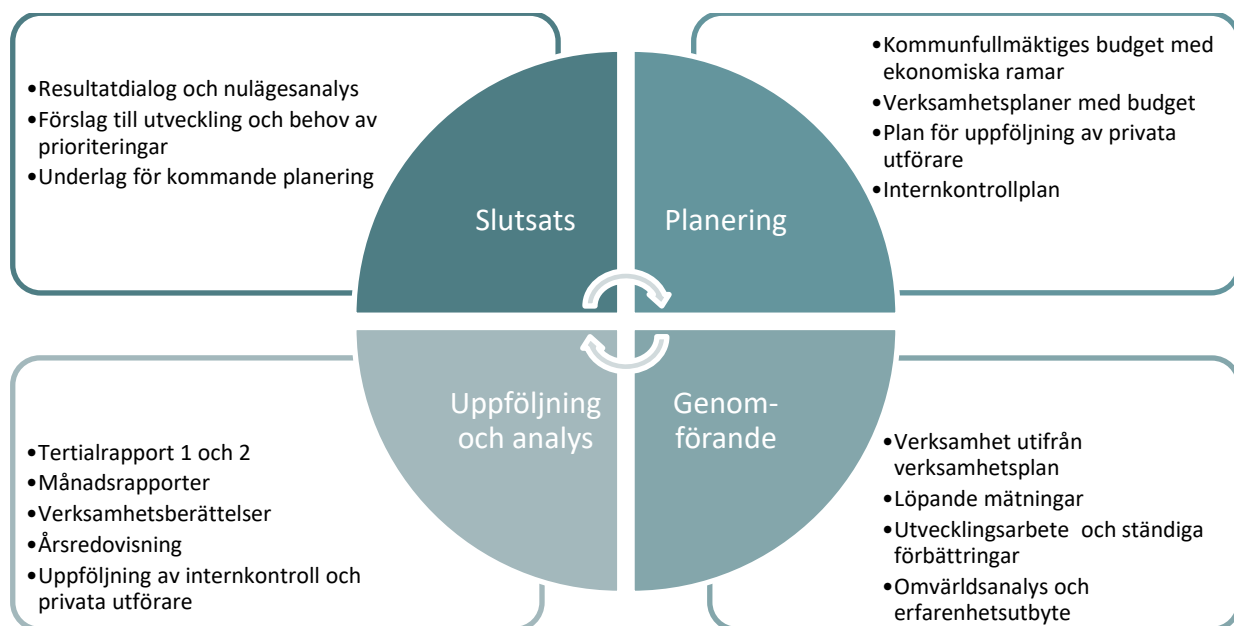 •Resultatdialog och nulägesanalys
•Förslag till utveckling och behov av
prioriteringar
•Underlag för kommande planering
Slutsats
•Kommunfullmäktiges budget med
ekonomiska ramar
•Verksamhetsplaner med budget
•Plan för uppföljning av privata
utförare
•Internkontrollplan
Planering
•Tertialrapport 1 och 2
•Månadsrapporter
•Verksamhetsberättelser
•Årsredovisning
•Uppföljning av internkontroll och
privata utförare
Uppföljning
och analys
Genom-
förande
•Verksamhet utifrån
verksamhetsplan
•Löpande mätningar
•Utvecklingsarbete  och ständiga
förbättringar
•Omvärldsanalys och
erfarenhetsutbyte